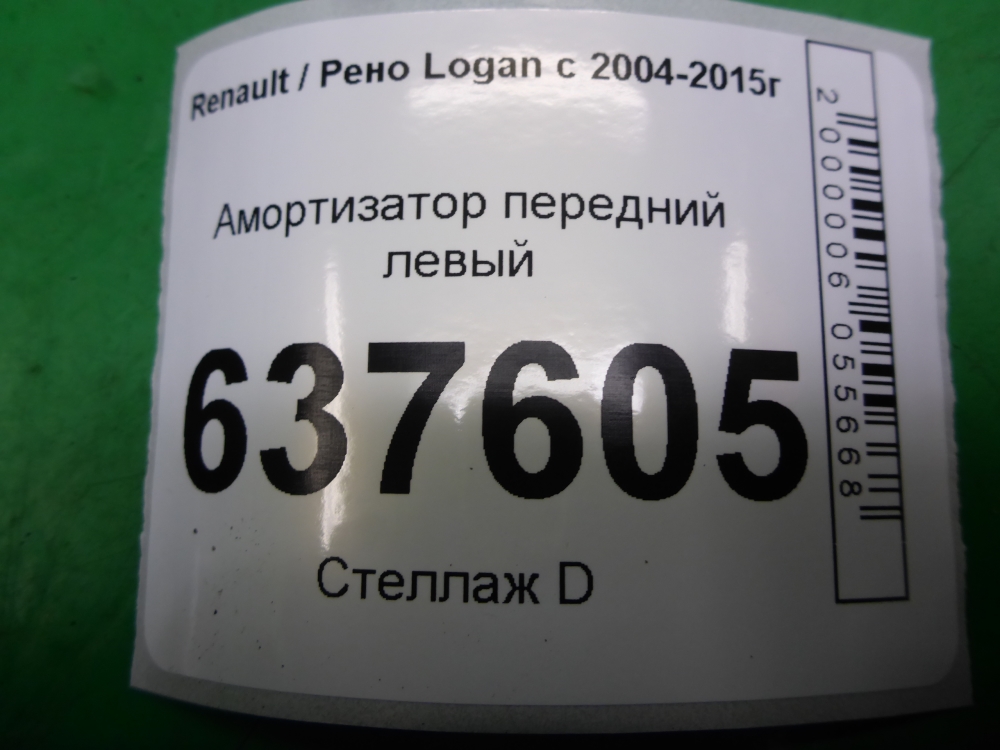 Renault / Рено Logan с 2004-2015г
Амортизатор передний
левый
637605
Стеллаж D
2000006055668